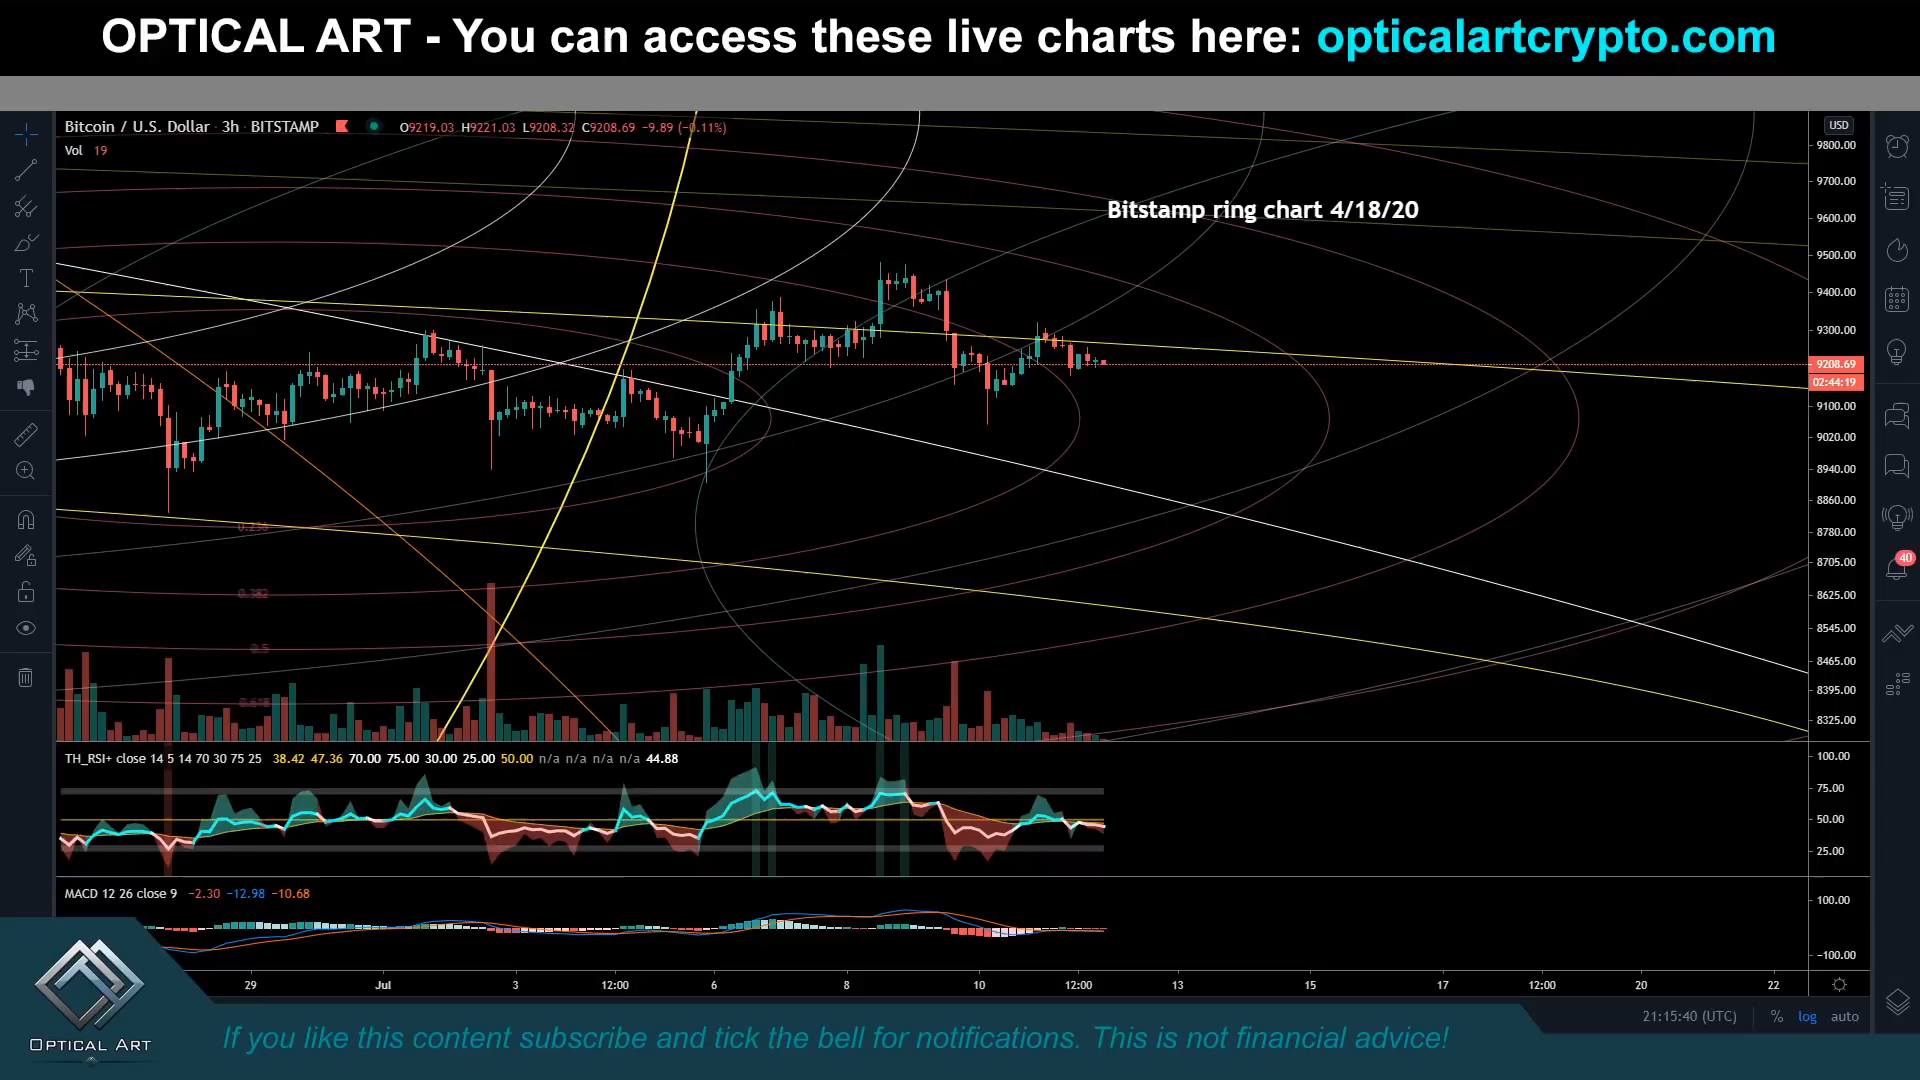 OPTICAL ART - You can access these live charts here: opticalartcrypto.com
Bitcoin / U.S. Dollar · 3h · BITSTAMP O9219.03 H9221.03 L9208.32 C9208.69 −9.89 (−0.11%)
Vol 19
USD
9800.00
9700.00
Bitstamp ring chart 4/18/20
9600.00
9500.00
9400.00
9300.00
9208.69
02:44:19
9100.00
9020.00
8940.00
8860.00
0.236
8780.00
40
8705.00
0.382
8625.00
8545.00
0.5
8465.00
8395.00
0.618
8325.00
TH_RSI+ close 14 5 14 70 30 75 25 38.42 47.36 70.00 75.00 30.00 25.00 50.00 n/a n/a n/a n/a 44.88
100.00
75.00
50.00
25.00
MACD 12 26 close 9 −2.30 −12.98 −10.68
100.00
−100.00
29 Jul 3 12:00 6 8 10 12:00 13 15 17 12:00 20 22
21:15:40 (UTC) % log auto
OPTICAL ART
If you like this content subscribe and tick the bell for notifications. This is not financial advice!